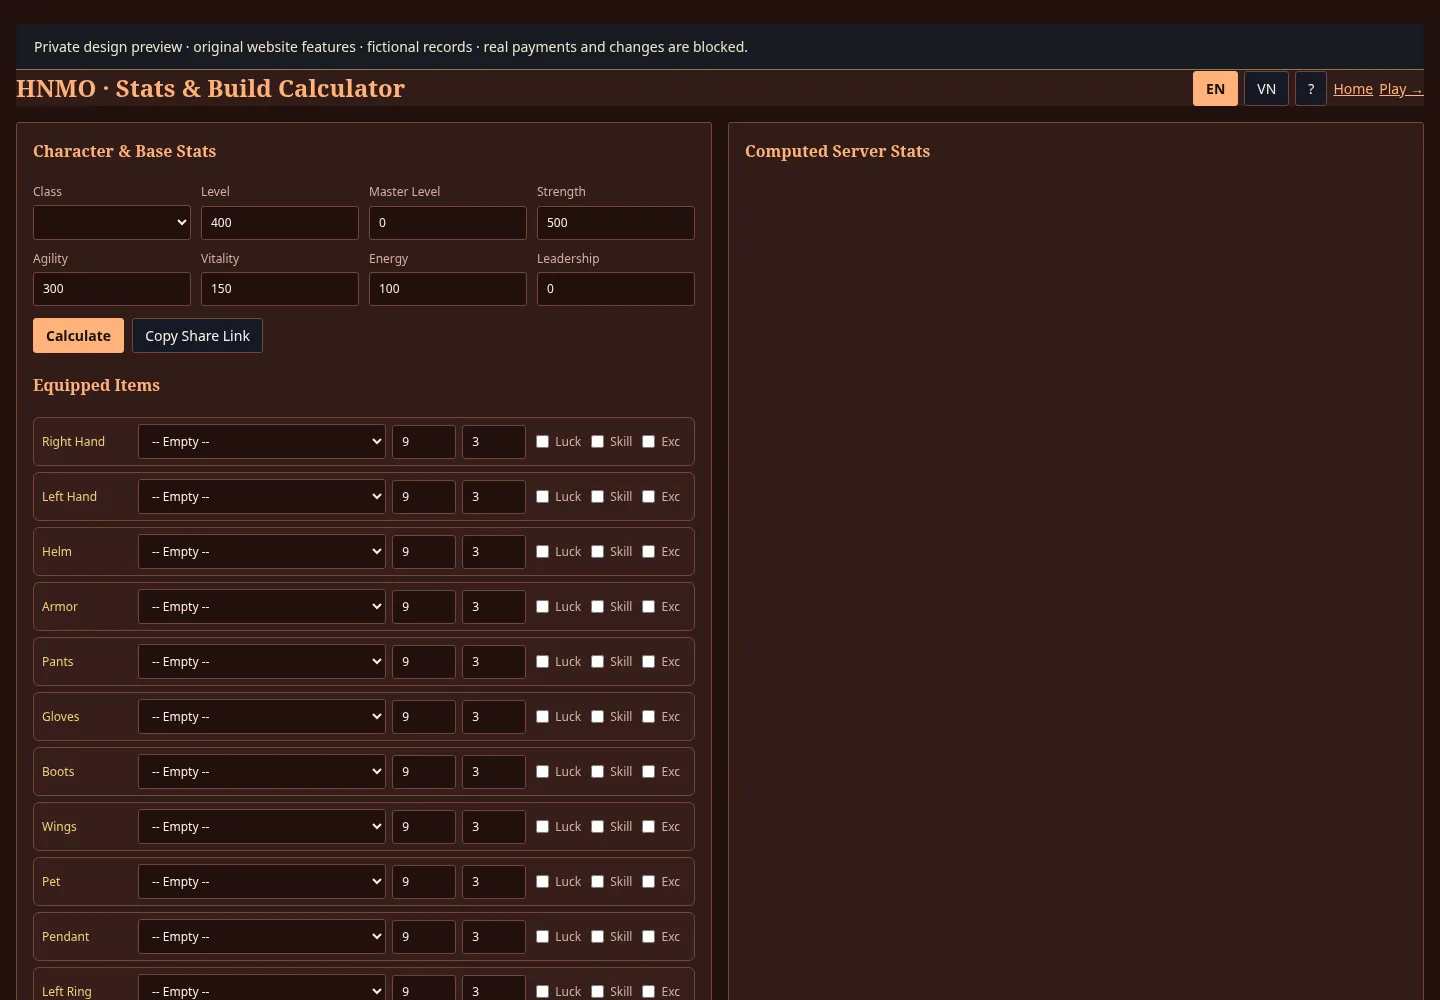 Private design preview · original website features · fictional records · real payments and changes are blocked.
HNMO · Stats & Build Calculator
EN VN ? Home Play →
Character & Base Stats
Class Level Master Level Strength
400 0 500
Agility Vitality Energy Leadership
300 150 100 0
Calculate Copy Share Link
Equipped Items
Right Hand -- Empty -- 9 3 Luck Skill Exc
Left Hand -- Empty -- 9 3 Luck Skill Exc
Helm -- Empty -- 9 3 Luck Skill Exc
Armor -- Empty -- 9 3 Luck Skill Exc
Pants -- Empty -- 9 3 Luck Skill Exc
Gloves -- Empty -- 9 3 Luck Skill Exc
Boots -- Empty -- 9 3 Luck Skill Exc
Wings -- Empty -- 9 3 Luck Skill Exc
Pet -- Empty -- 9 3 Luck Skill Exc
Pendant -- Empty -- 9 3 Luck Skill Exc
Left Ring -- Empty -- 9 3 Luck Skill Exc
Computed Server Stats